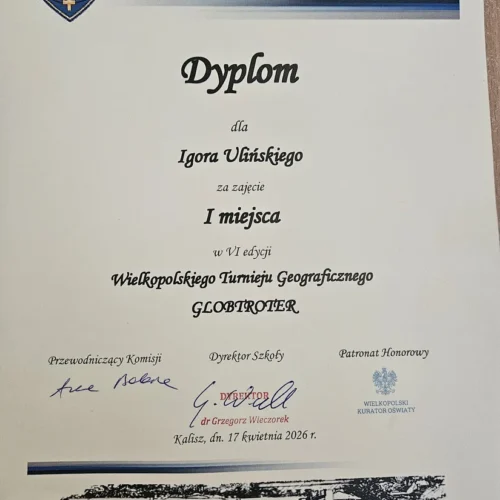 Dyplom
dla
Igora Ulińskiego
za zajęcie
I miejsca
w VI edycji
Wielkopolskiego Turnieju Geograficznego
GLOBTROTER
Przewodniczący Komisji
Dyrektor Szkoły
Patronat Honorowy
DYREKTOR
dr Grzegorz Wieczorek
WIELKOPOLSKI
KURATOR OŚWIATY
Kalisz, dn. 17 kwietnia 2026 r.